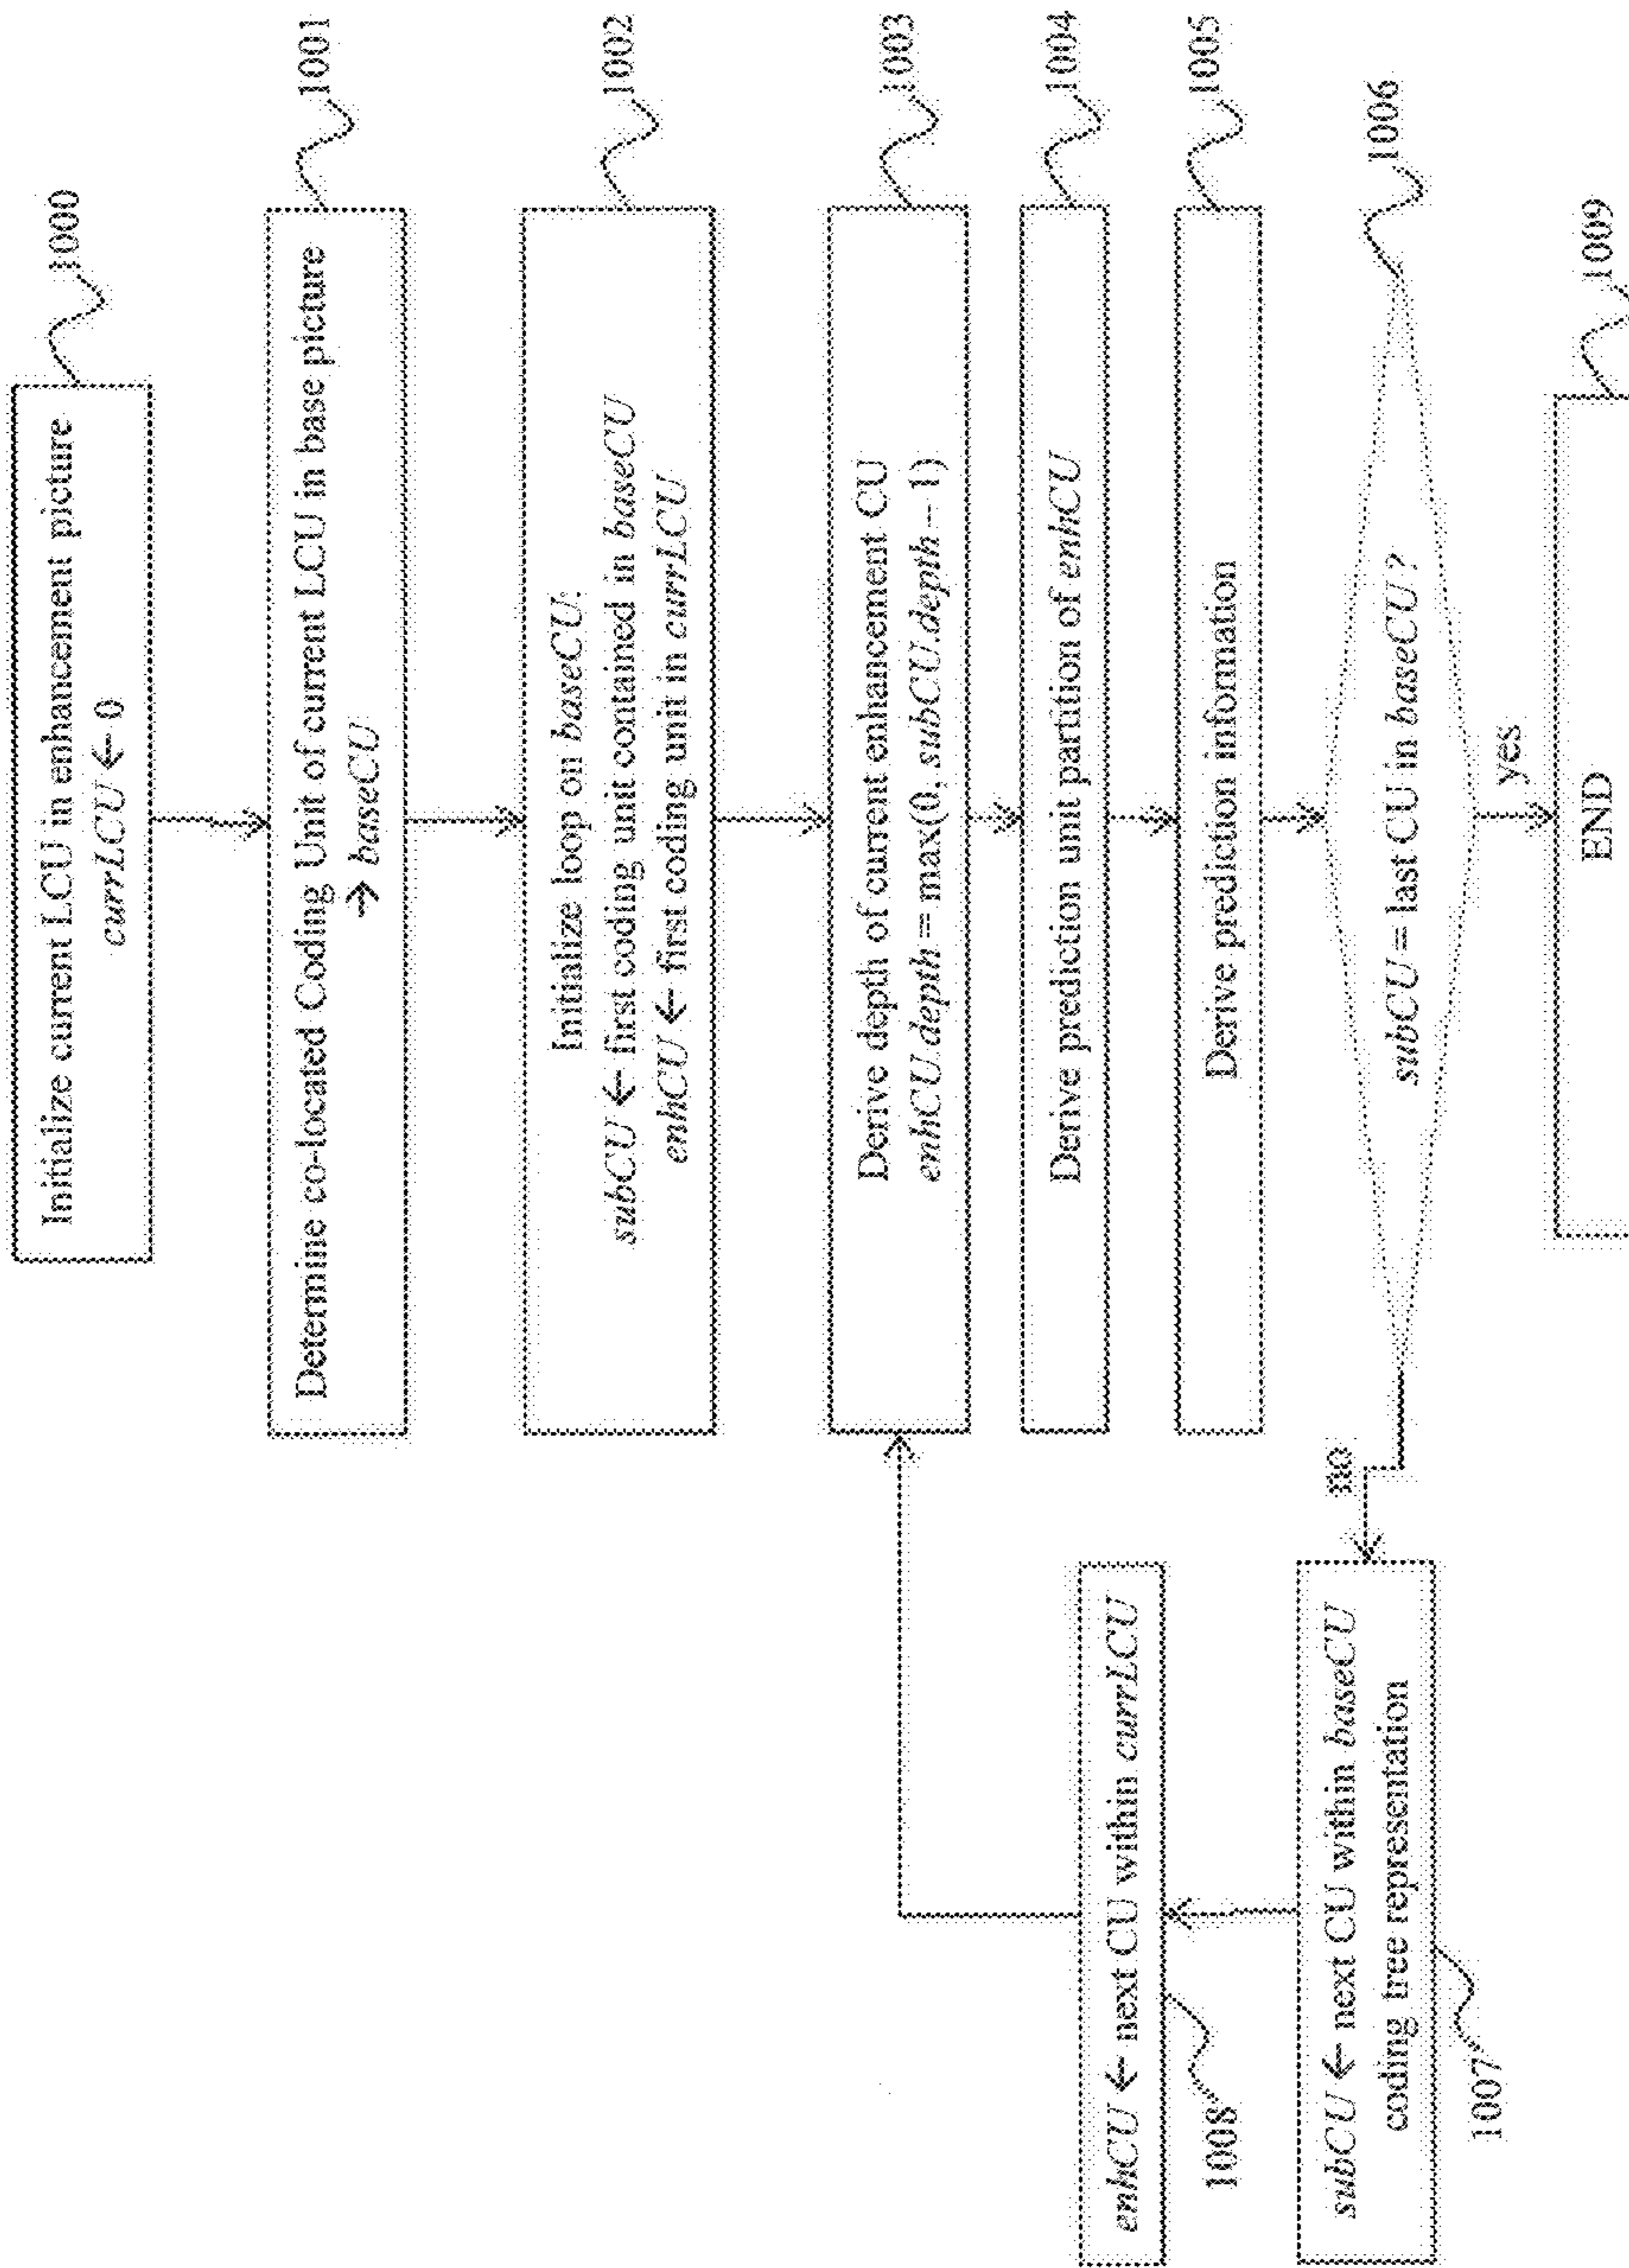 Initialize current LCU in enhancement picture
currLCU ← 0
1000
Determine co-located Coding Unit of current LCU in base picture
→ baseCU
1001
Initialize loop on baseCU:
subCU ← first coding unit contained in baseCU
enhCU ← first coding unit in currLCU
1002
Derive depth of current enhancement CU
enhCU.depth = max(0, subCU.depth – 1)
1003
Derive prediction unit partition of enhCU
1004
Derive prediction information
1005
subCU = last CU in baseCU ?
1006
no
yes
subCU ← next CU within baseCU
coding tree representation
1007
enhCU ← next CU within currLCU
1008
END
1009